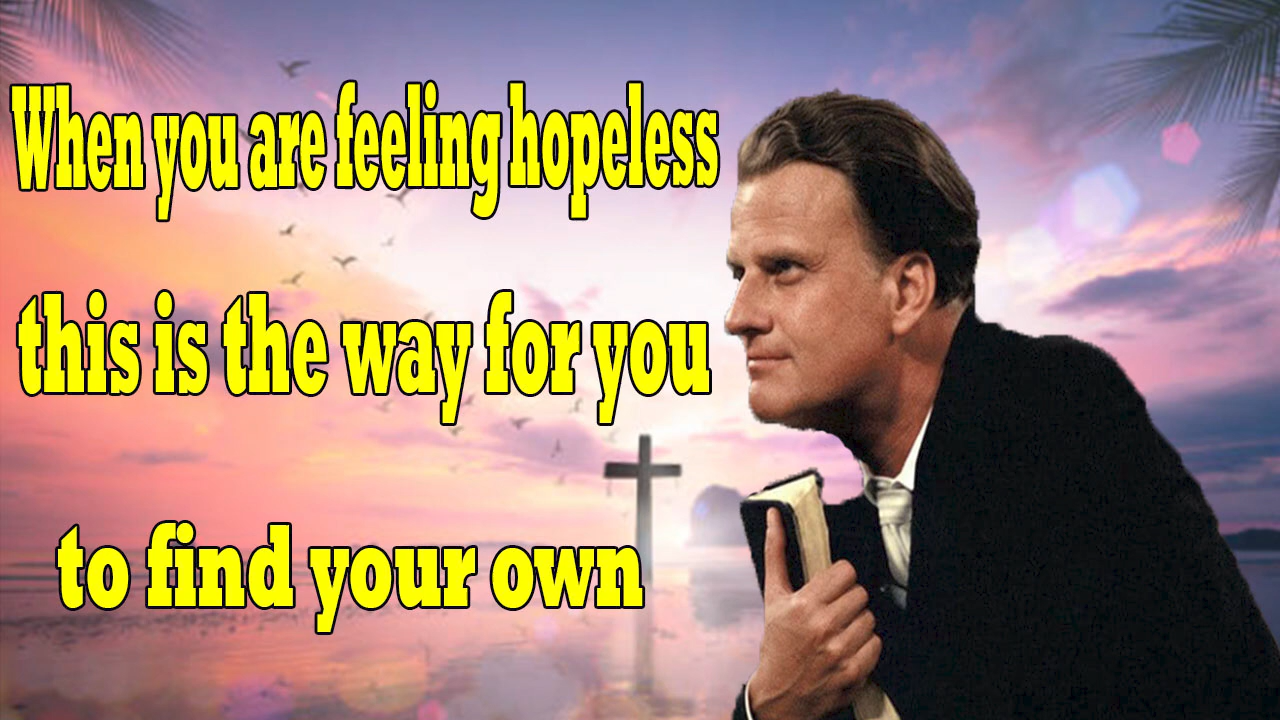 When you are feeling hopeless
this is the way for you
to find your own